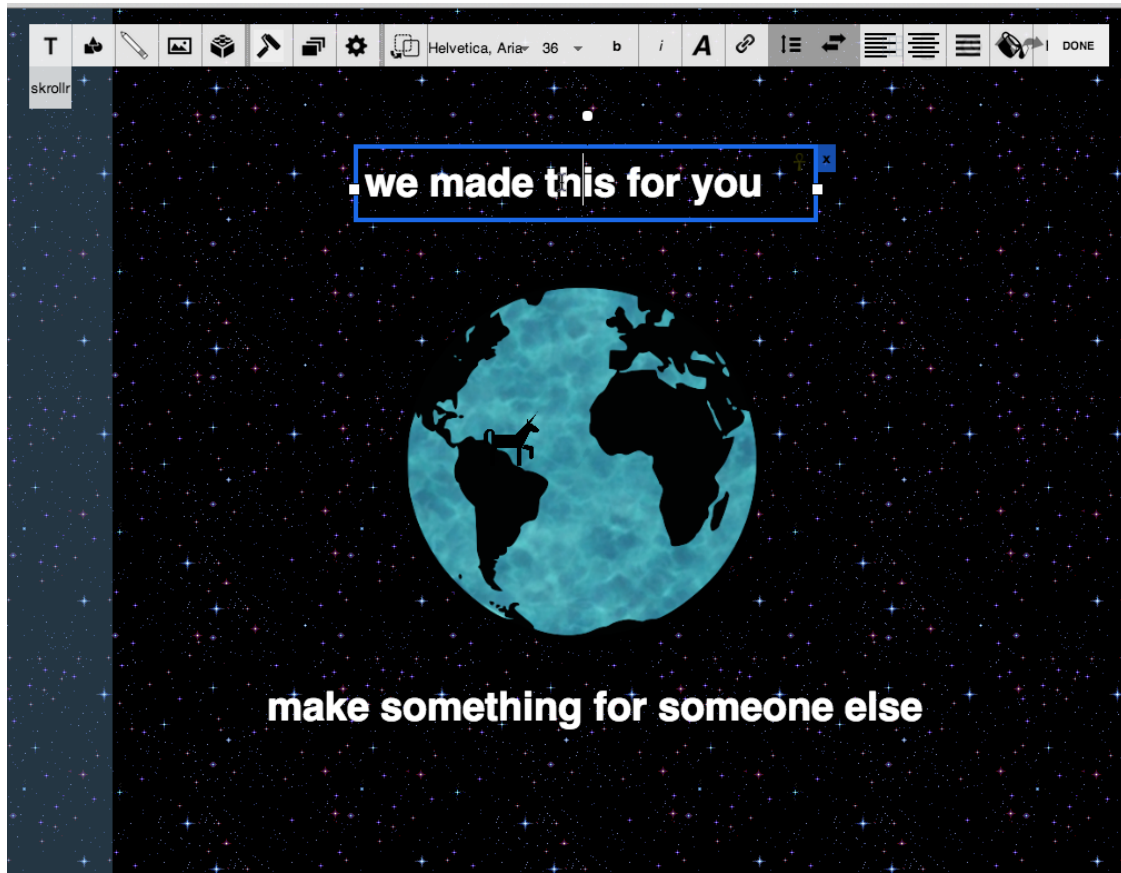 T Helvetica, Aria 36 b i A DONE
skrollr
x
we made this for you
make something for someone else